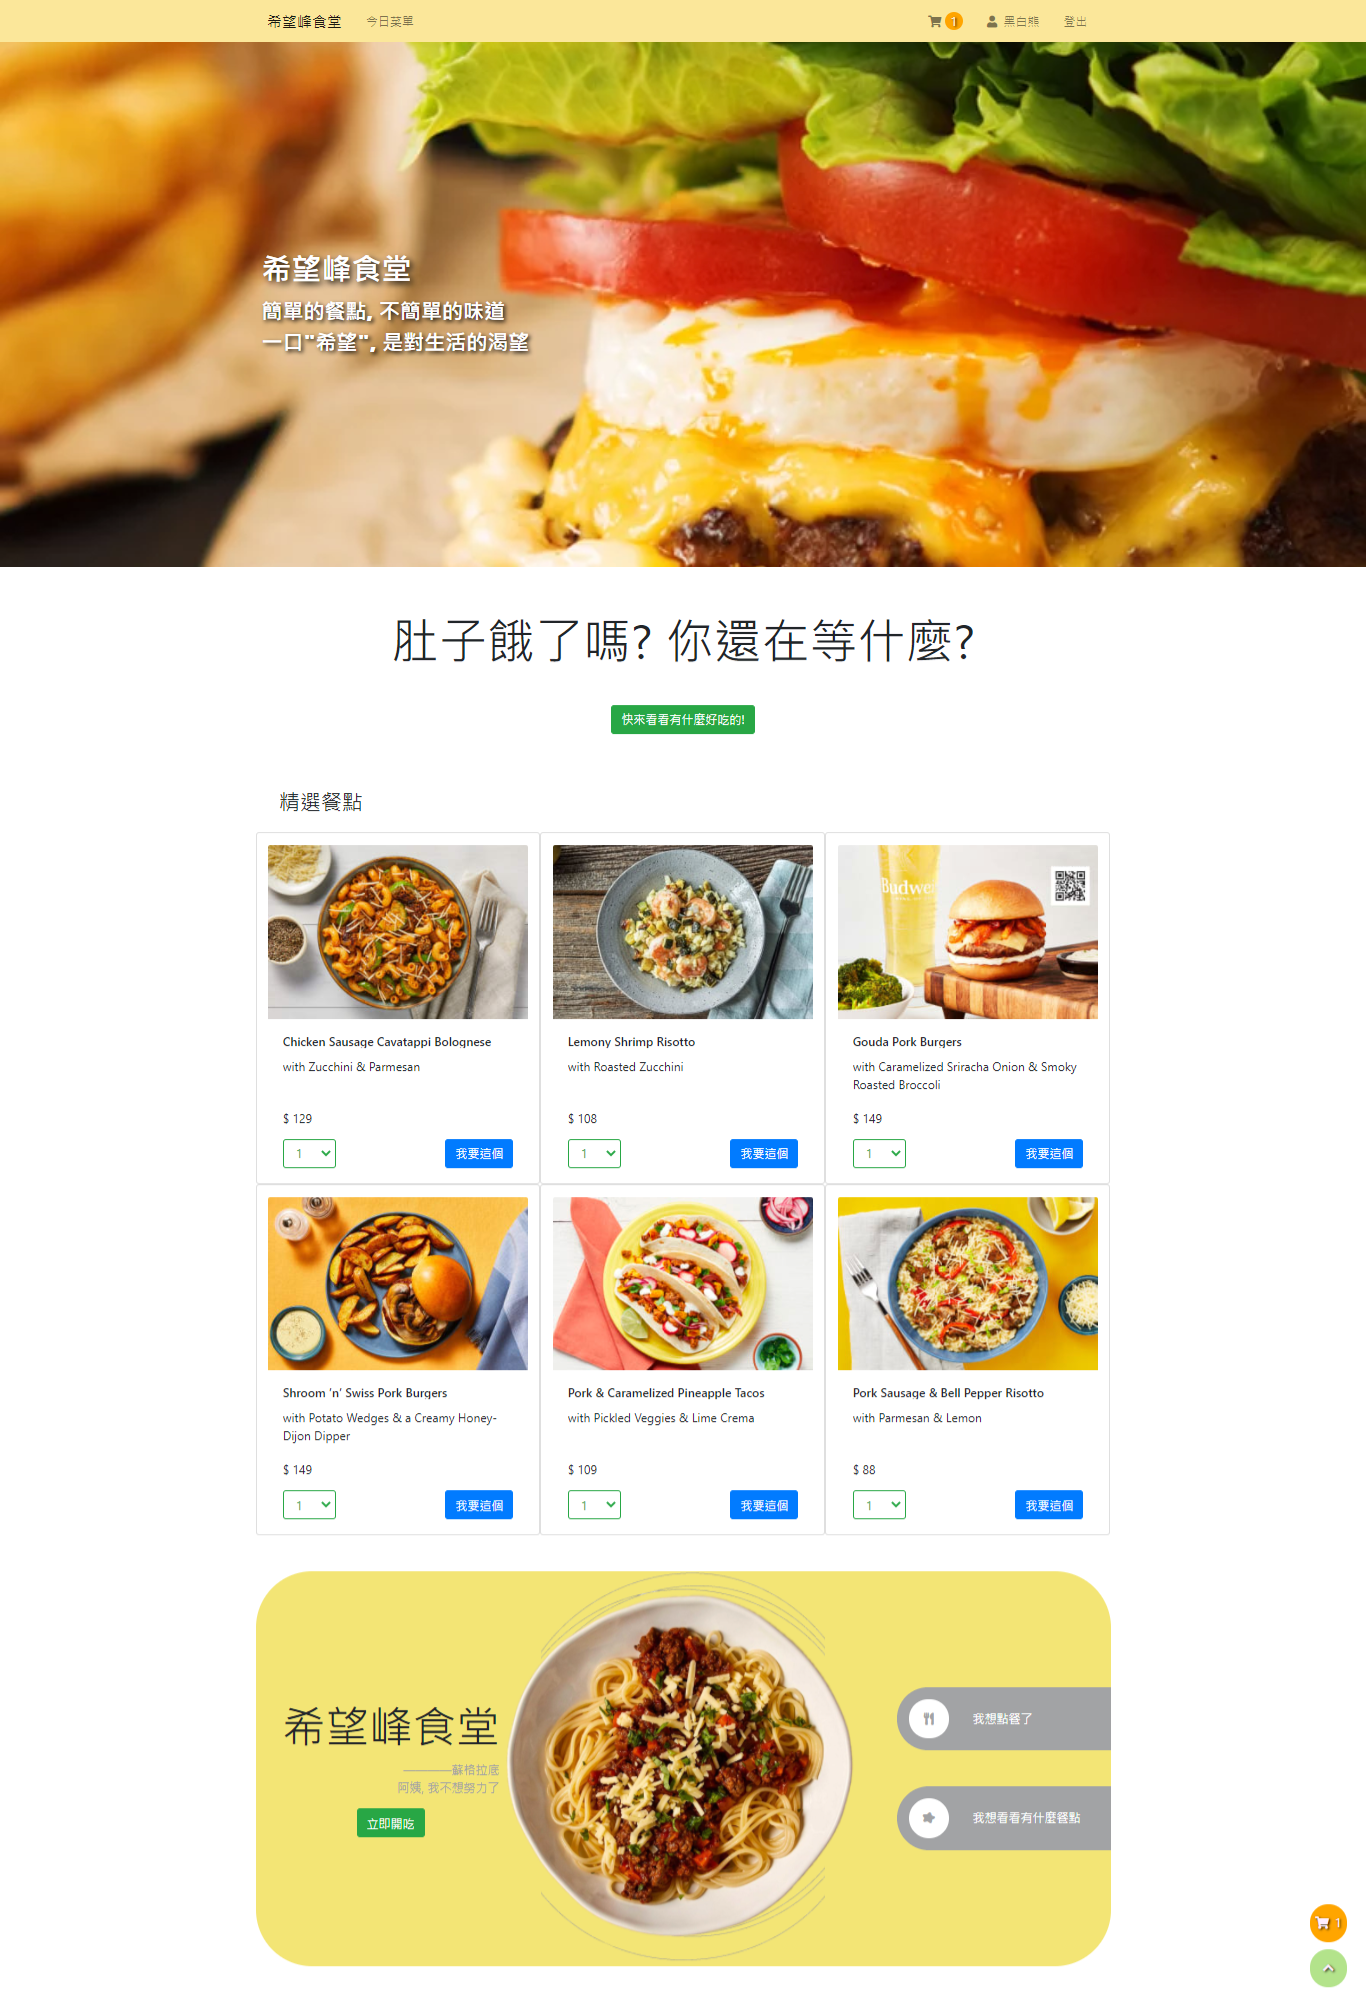 希望峰食堂
今日菜單
1
黑白熊
登出
希望峰食堂
簡單的餐點, 不簡單的味道
一口"希望", 是對生活的渴望
肚子餓了嗎? 你還在等什麼?
快來看看有什麼好吃的!
精選餐點
Budwe
Chicken Sausage Cavatappi Bolognese
with Zucchini & Parmesan
$ 129
1
我要這個
Lemony Shrimp Risotto
with Roasted Zucchini
$ 108
1
我要這個
Gouda Pork Burgers
with Caramelized Sriracha Onion & Smoky
Roasted Broccoli
$ 149
1
我要這個
Shroom 'n' Swiss Pork Burgers
with Potato Wedges & a Creamy Honey-
Dijon Dipper
$ 149
1
我要這個
Pork & Caramelized Pineapple Tacos
with Pickled Veggies & Lime Crema
$ 109
1
我要這個
Pork Sausage & Bell Pepper Risotto
with Parmesan & Lemon
$ 88
1
我要這個
希望峰食堂
————蘇格拉底
阿姨, 我不想努力了
立即開吃
我想點餐了
我想看看有什麼餐點
1